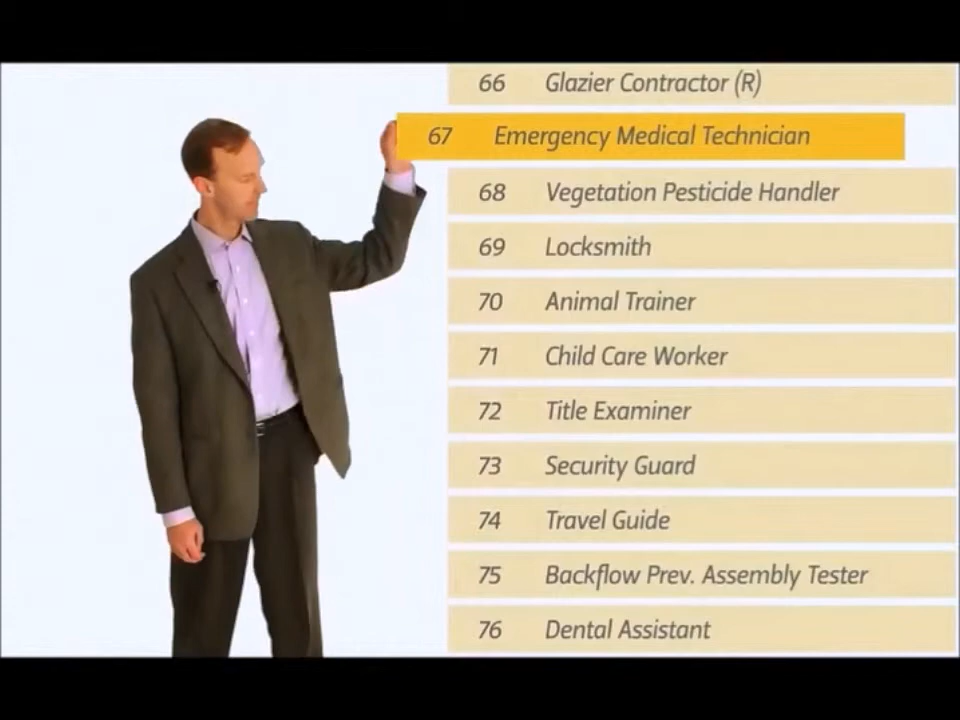 66 Glazier Contractor (R)
67 Emergency Medical Technician
68 Vegetation Pesticide Handler
69 Locksmith
70 Animal Trainer
71 Child Care Worker
72 Title Examiner
73 Security Guard
74 Travel Guide
75 Backflow Prev. Assembly Tester
76 Dental Assistant